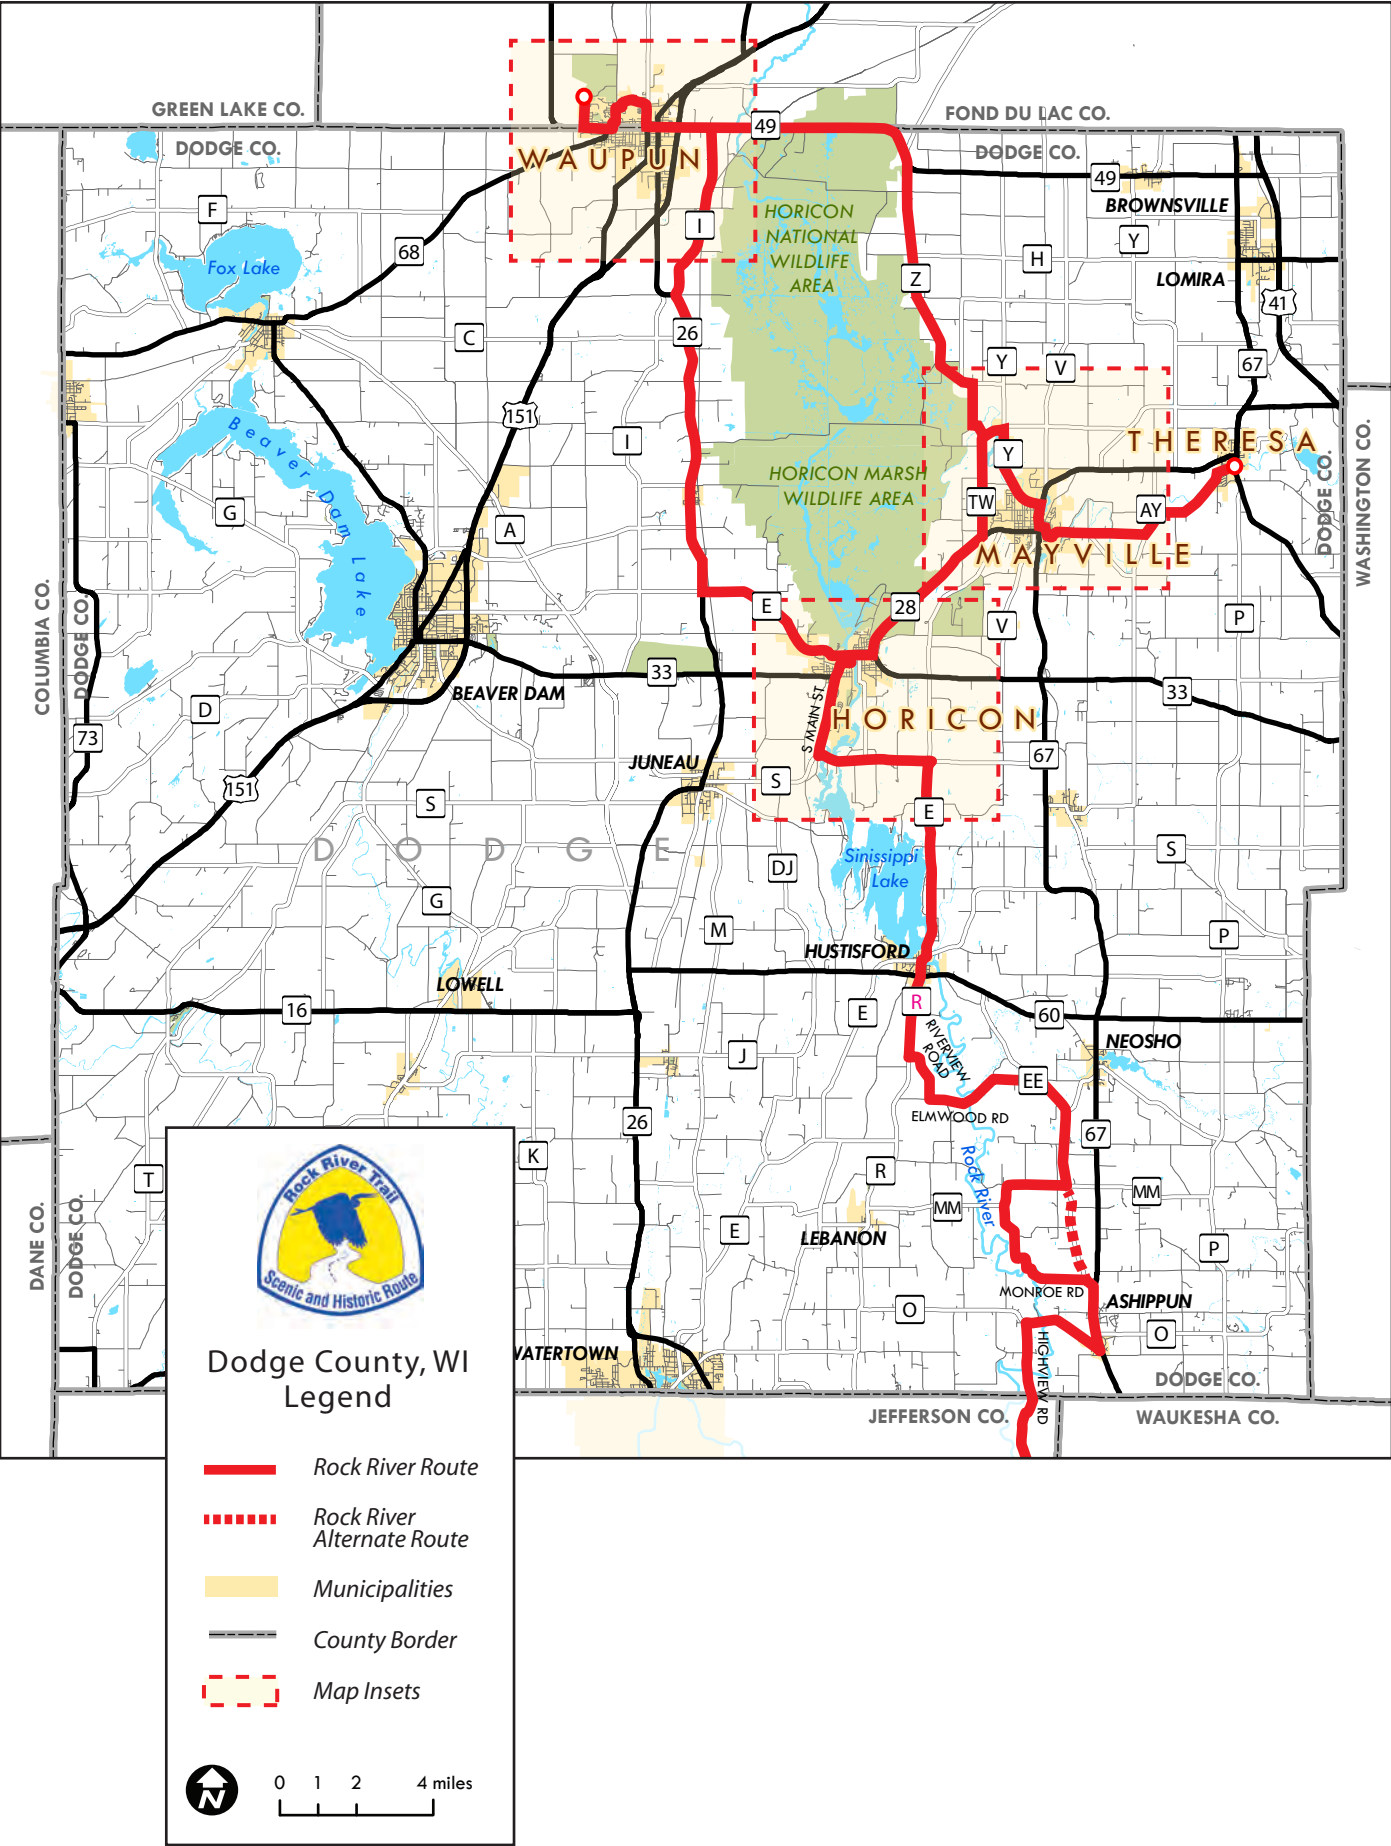 GREEN LAKE CO.
FOND DU LAC CO.
DODGE CO.
DODGE CO.
49
WAUPUN
49
BROWNSVILLE
F
HORICON
NATIONAL
WILDLIFE
AREA
I
Y
68
H
Fox Lake
Z
LOMIRA
41
26
C
Y
V
67
151
Beaver Dam Lake
I
THERESA
Y
HORICON MARSH
WILDLIFE AREA
TW
AY
G
A
MAYVILLE
DODGE CO.
WASHINGTON CO.
COLUMBIA CO.
DODGE CO.
E
28
V
P
33
BEAVER DAM
33
D
S MAIN ST
HORICON
73
JUNEAU
67
S
151
S
E
DODGE
Sinissippi
Lake
S
DJ
G
M
P
HUSTISFORD
LOWELL
16
R
E
60
RIVERVIEW
ROAD
NEOSHO
J
EE
ELMWOOD RD
26
67
K
Rock River
R
T
MM
MM
DANE CO.
DODGE CO.
E
LEBANON
P
MONROE RD
ASHIPPUN
O
O
HIGHVIEW RD
WATERTOWN
DODGE CO.
JEFFERSON CO.
WAUKESHA CO.
Rock River Trail
Scenic and Historic Route
Dodge County, WI
Legend
Rock River Route
Rock River
Alternate Route
Municipalities
County Border
Map Insets
N
0 1 2 4 miles